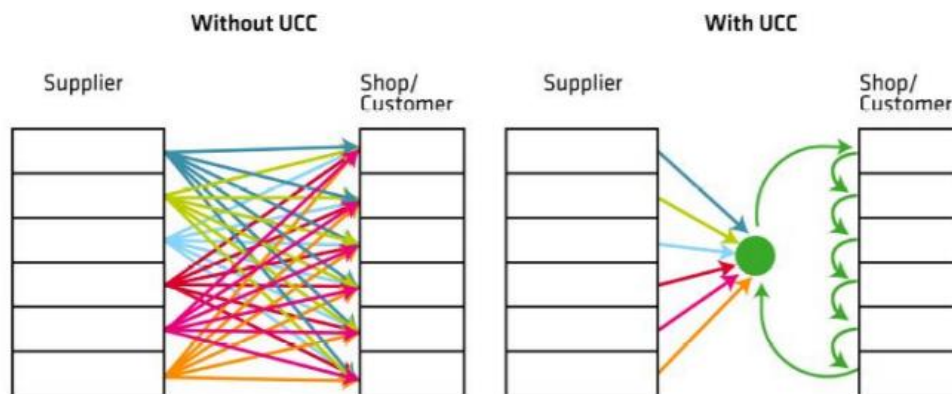 Without UCC
With UCC
Supplier
Shop/
Customer
Supplier
Shop/
Customer